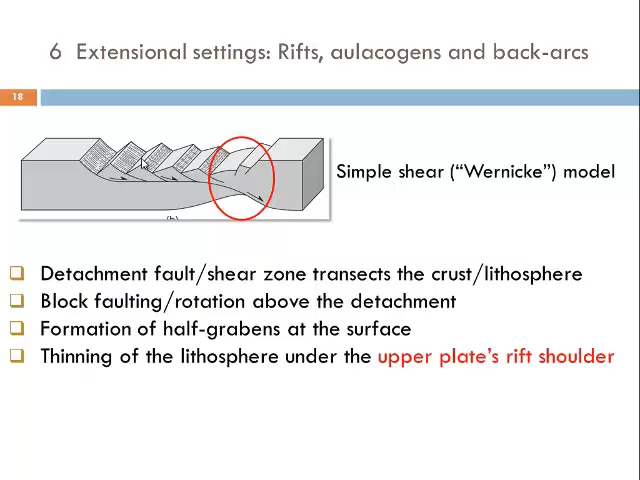 6 Extensional settings: Rifts, aulacogens and back-arcs
18
Simple shear (“Wernicke”) model
Detachment fault/shear zone transects the crust/lithosphere
Block faulting/rotation above the detachment
Formation of half-grabens at the surface
Thinning of the lithosphere under the upper plate’s rift shoulder